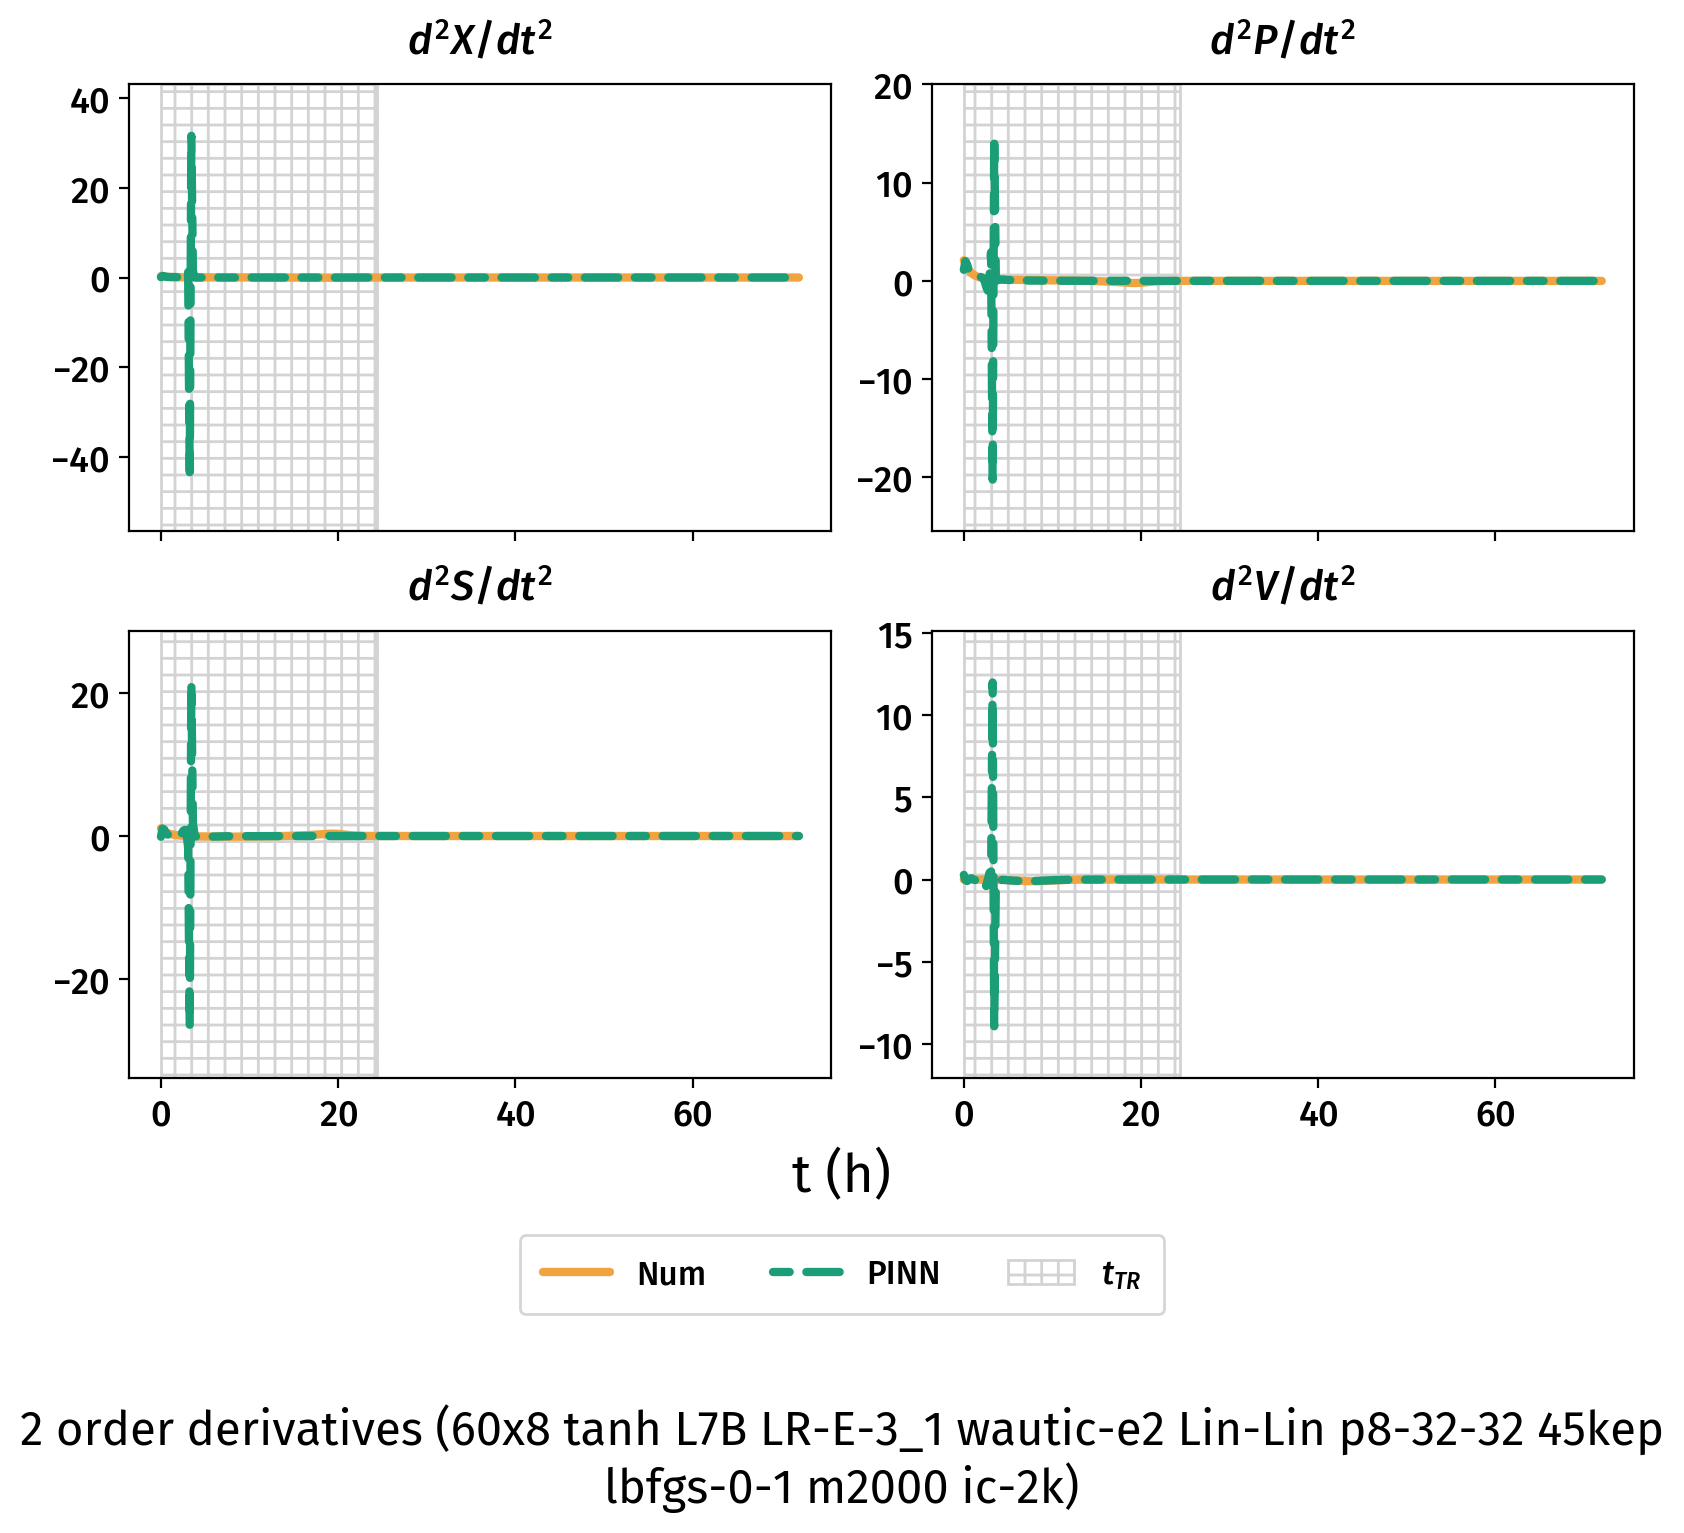 d²X/dt²
d²P/dt²
40
20
0
−20
−40
20
10
0
−10
−20
d²S/dt²
d²V/dt²
20
0
−20
15
10
5
0
−5
−10
0 20 40 60
0 20 40 60
t (h)
Num PINN t_TR
2 order derivatives (60x8 tanh L7B LR-E-3_1 wautic-e2 Lin-Lin p8-32-32 45kep
lbfgs-0-1 m2000 ic-2k)